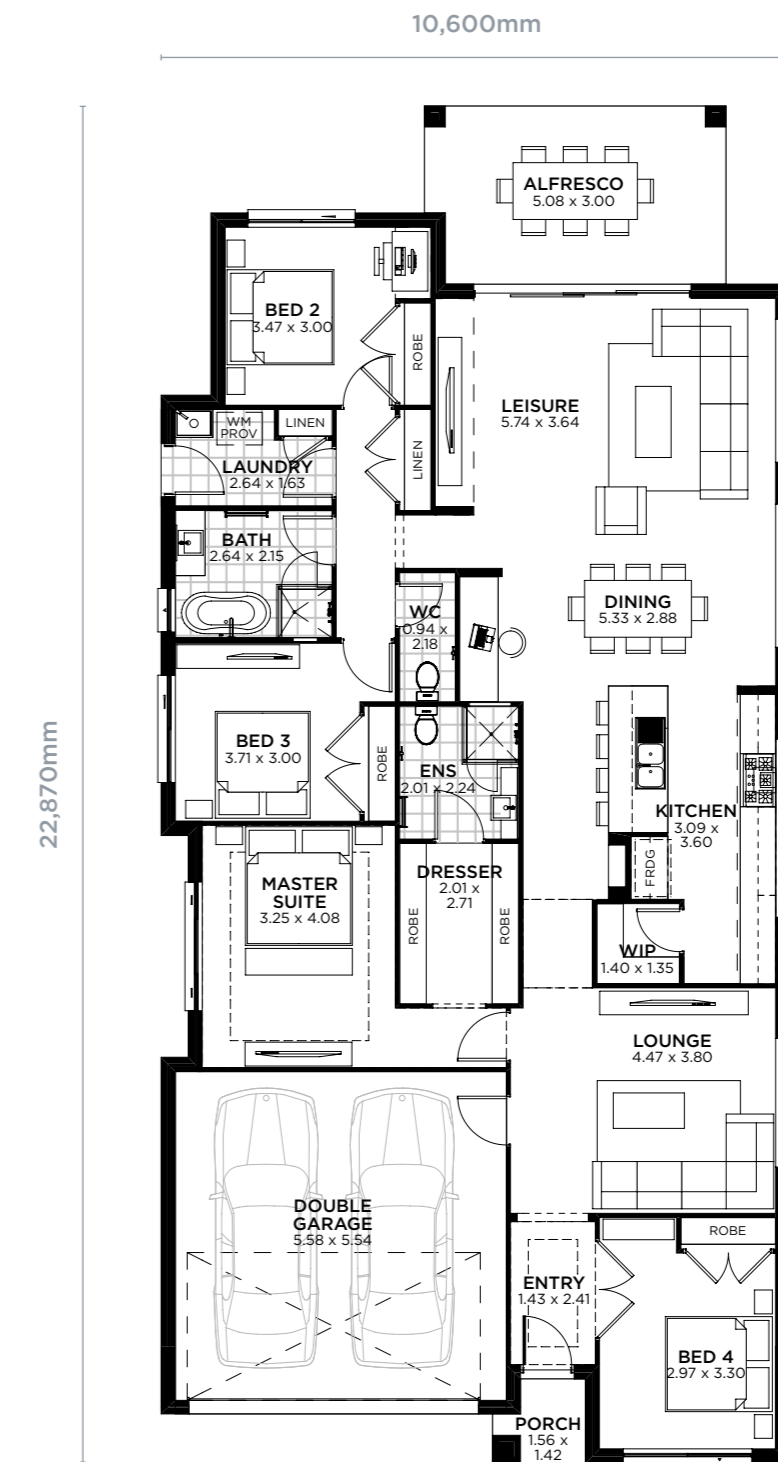 10,600mm
22,870mm
ALFRESCO
5.08 x 3.00
BED 2
3.47 x 3.00
ROBE
LEISURE
5.74 x 3.64
WM
PROV
LINEN
LAUNDRY
2.64 x 1.63
LINEN
BATH
2.64 x 2.15
WC
0.94 x
2.18
DINING
5.33 x 2.88
BED 3
3.71 x 3.00
ROBE
ENS
2.01 x 2.24
KITCHEN
3.09 x
3.60
FRDG
MASTER
SUITE
3.25 x 4.08
DRESSER
2.01 x
2.71
ROBE
ROBE
WIP
1.40 x 1.35
LOUNGE
4.47 x 3.80
DOUBLE
GARAGE
5.58 x 5.54
ROBE
ENTRY
1.43 x 2.41
BED 4
2.97 x 3.30
PORCH
1.56 x
1.42